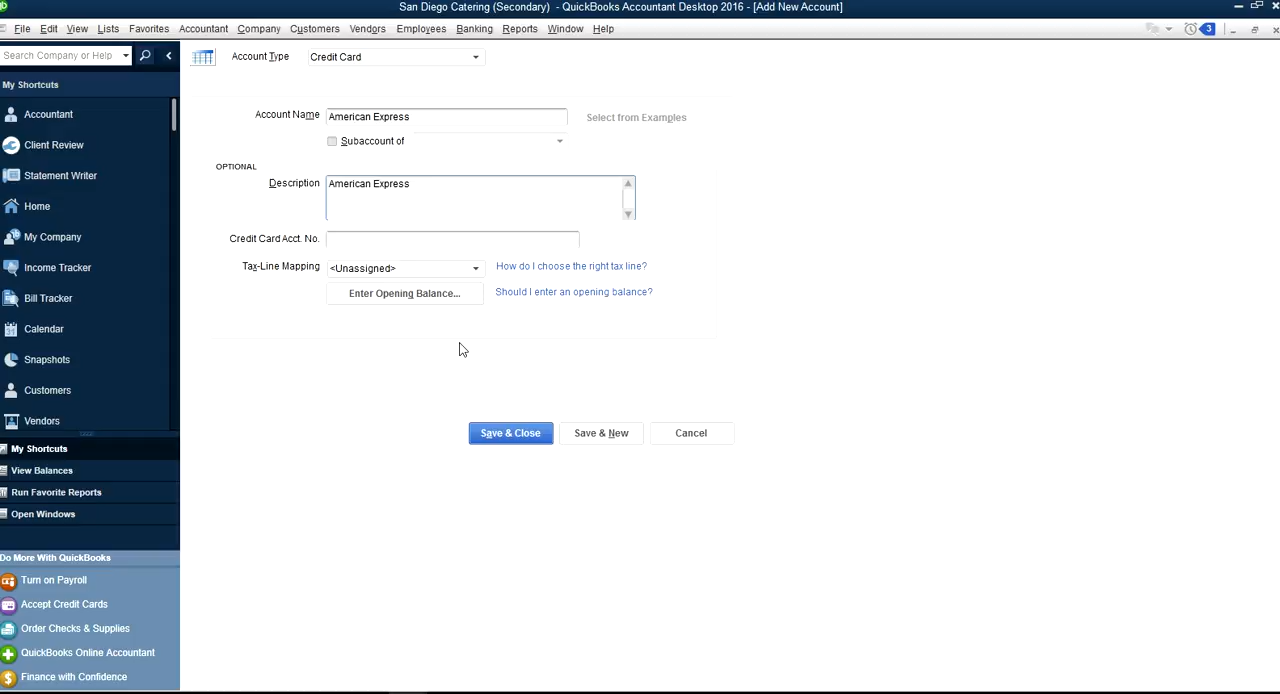 San Diego Catering (Secondary) - QuickBooks Accountant Desktop 2016 - [Add New Account]
File Edit View Lists Favorites Accountant Company Customers Vendors Employees Banking Reports Window Help
3
Search Company or Help
Account Type Credit Card
My Shortcuts
Accountant
Client Review
Statement Writer
Home
My Company
Income Tracker
Bill Tracker
Calendar
Snapshots
Customers
Vendors
My Shortcuts
View Balances
Run Favorite Reports
Open Windows
Do More With QuickBooks
Turn on Payroll
Accept Credit Cards
Order Checks & Supplies
QuickBooks Online Accountant
Finance with Confidence
Account Name American Express Select from Examples
Subaccount of
OPTIONAL
Description American Express
Credit Card Acct. No.
Tax-Line Mapping <Unassigned> How do I choose the right tax line?
Enter Opening Balance... Should I enter an opening balance?
Save & Close Save & New Cancel